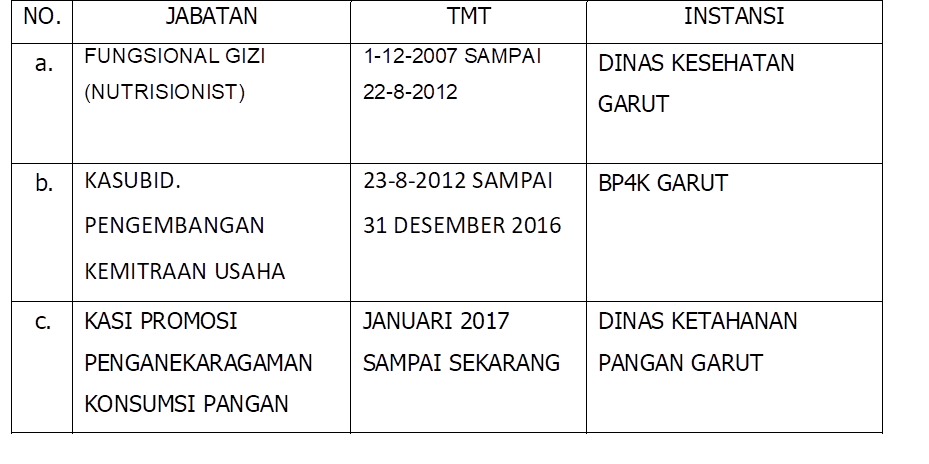 NO. JABATAN TMT INSTANSI
a. FUNGSIONAL GIZI 1-12-2007 SAMPAI DINAS KESEHATAN
(NUTRISIONIST) 22-8-2012 GARUT
b. KASUBID. 23-8-2012 SAMPAI BP4K GARUT
PENGEMBANGAN 31 DESEMBER 2016
KEMITRAAN USAHA
c. KASI PROMOSI JANUARI 2017 DINAS KETAHANAN
PENGANEKARAGAMAN SAMPAI SEKARANG PANGAN GARUT
KONSUMSI PANGAN